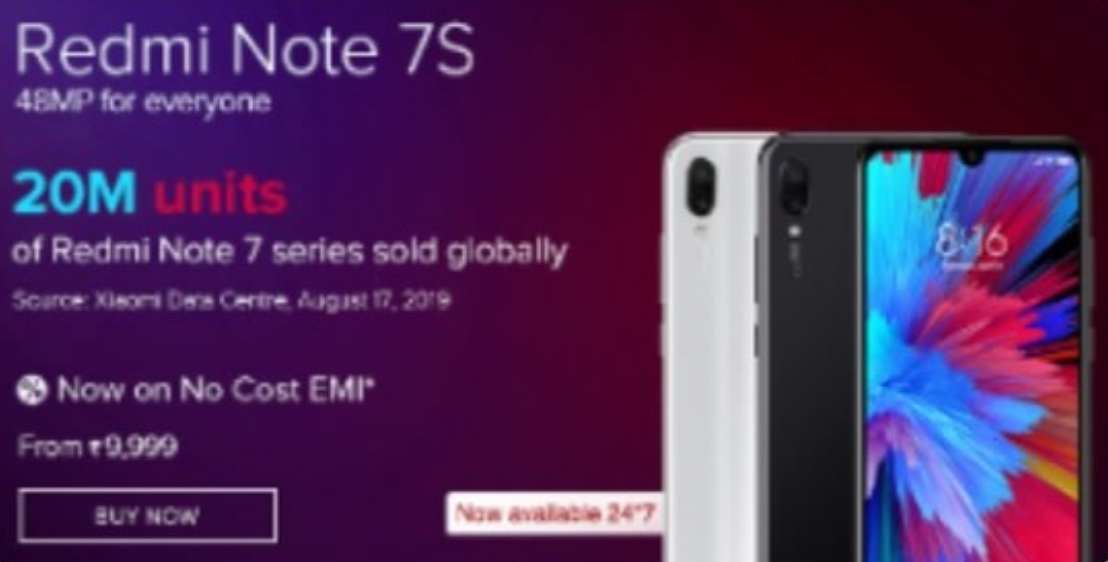 Redmi Note 7S
48MP for everyone
20M units
of Redmi Note 7 series sold globally
Source: Xiaomi Data Centre, August 17, 2019
Now on No Cost EMI*
From ₹9,999
BUY NOW
Now available 24*7
8:16